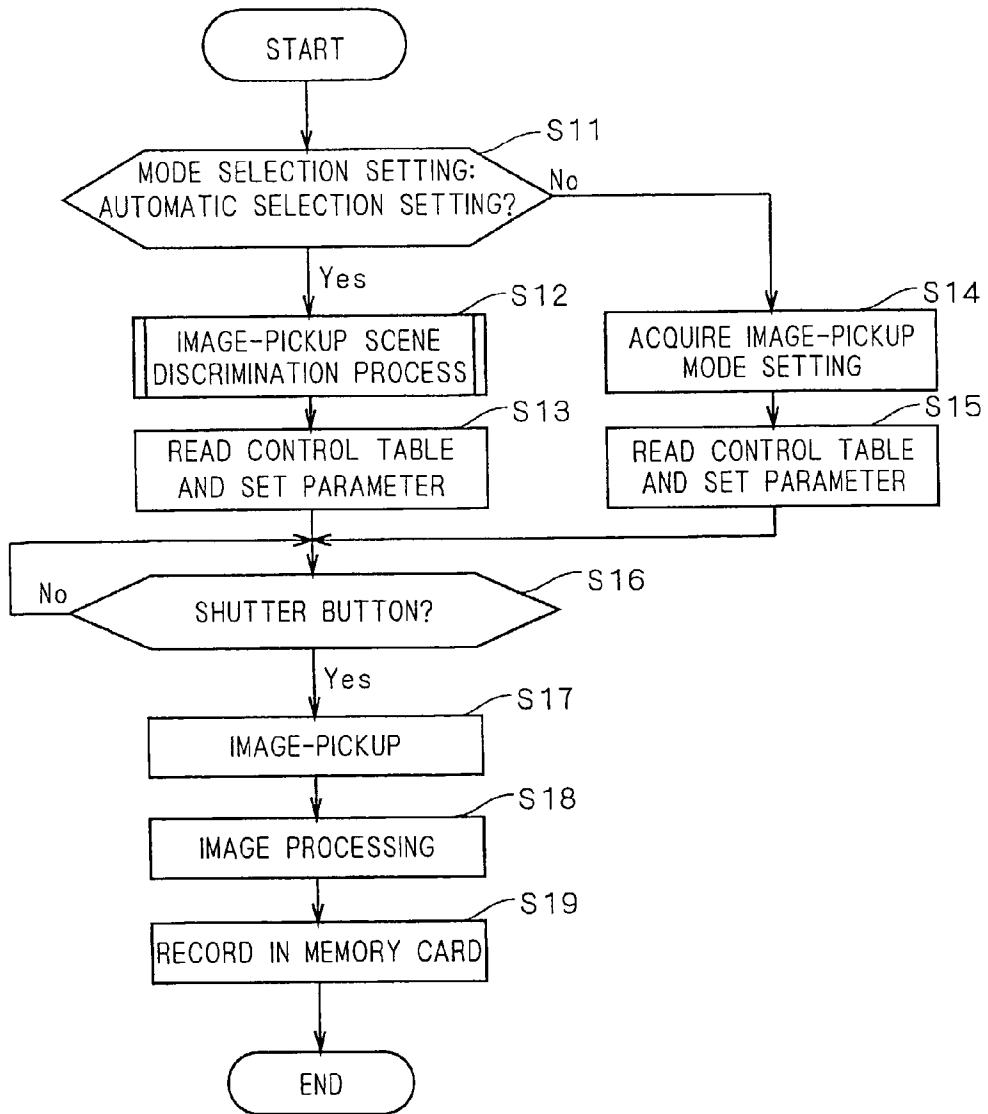 START
S11
MODE SELECTION SETTING:
AUTOMATIC SELECTION SETTING?
No
Yes
S12
IMAGE-PICKUP SCENE
DISCRIMINATION PROCESS
S14
ACQUIRE IMAGE-PICKUP
MODE SETTING
S13
READ CONTROL TABLE
AND SET PARAMETER
S15
READ CONTROL TABLE
AND SET PARAMETER
S16
No
SHUTTER BUTTON?
Yes
S17
IMAGE-PICKUP
S18
IMAGE PROCESSING
S19
RECORD IN MEMORY CARD
END